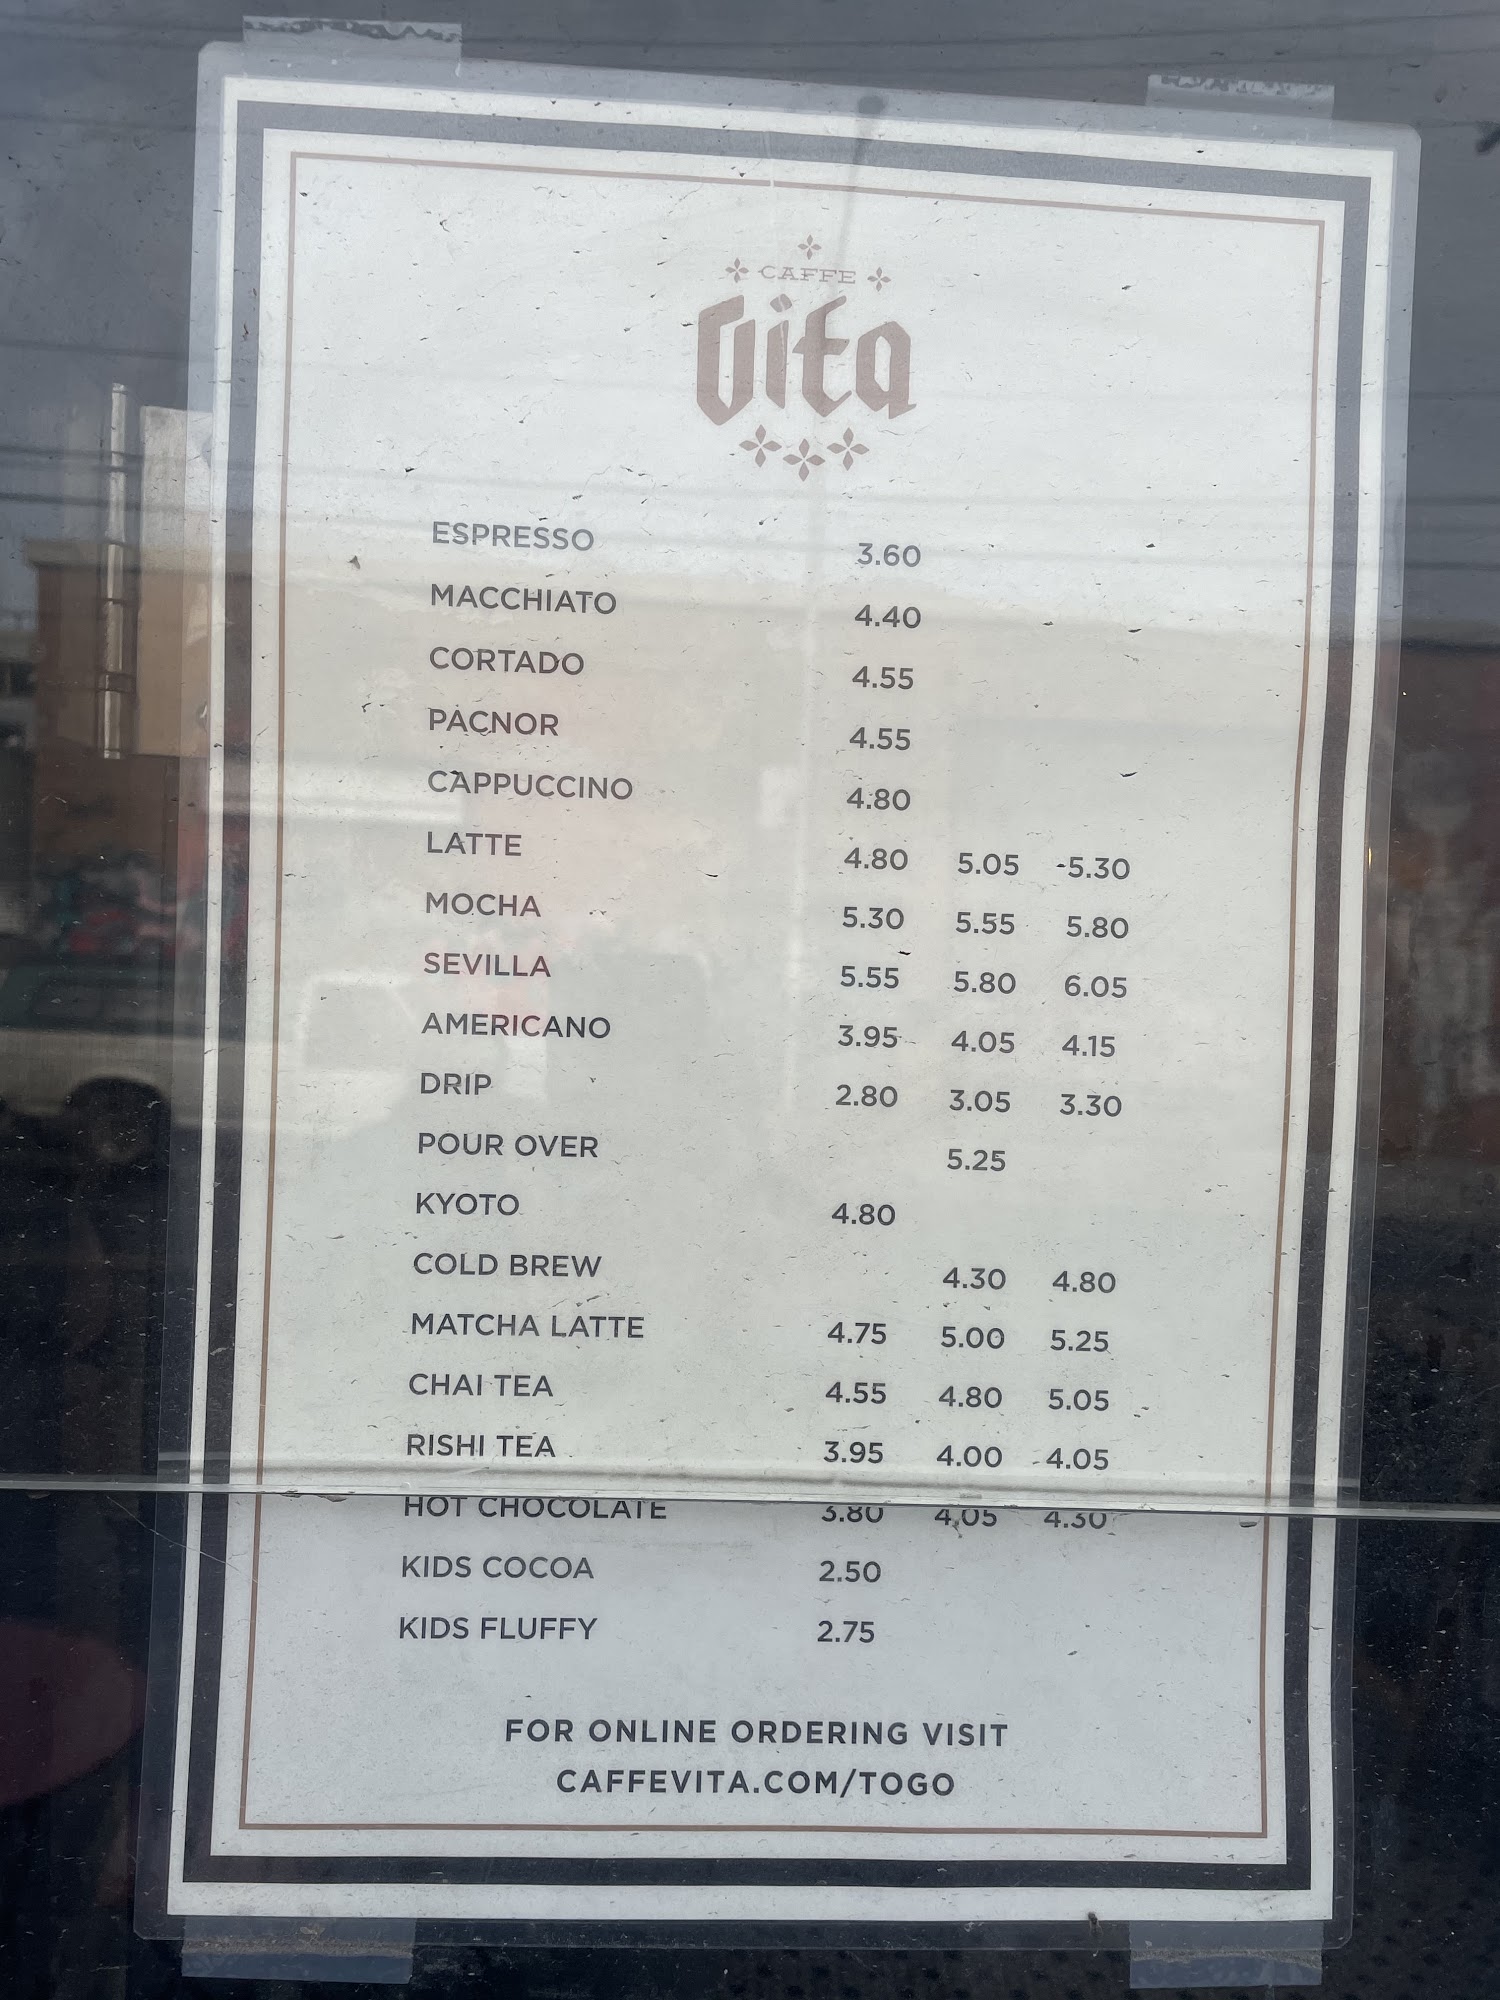 CAFFE
Vita
ESPRESSO 3.60
MACCHIATO 4.40
CORTADO 4.55
PACNOR 4.55
CAPPUCCINO 4.80
LATTE 4.80 5.05 5.30
MOCHA 5.30 5.55 5.80
SEVILLA 5.55 5.80 6.05
AMERICANO 3.95 4.05 4.15
DRIP 2.80 3.05 3.30
POUR OVER 5.25
KYOTO 4.80
COLD BREW 4.30 4.80
MATCHA LATTE 4.75 5.00 5.25
CHAI TEA 4.55 4.80 5.05
RISHI TEA 3.95 4.00 4.05
HOT CHOCOLATE 3.80 4.05 4.30
KIDS COCOA 2.50
KIDS FLUFFY 2.75
FOR ONLINE ORDERING VISIT
CAFFEVITA.COM/TOGO